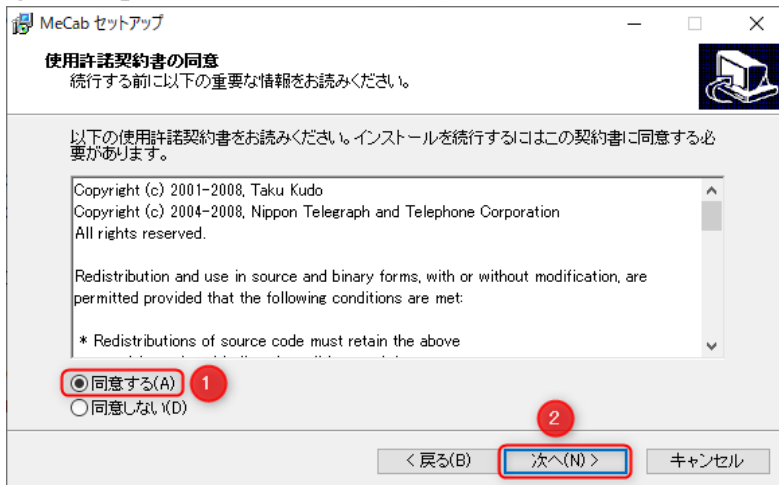 MeCab セットアップ
使用許諾契約書の同意
続行する前に以下の重要な情報をお読みください。
以下の使用許諾契約書をお読みください。インストールを続行するにはこの契約書に同意する必
要があります。
Copyright (c) 2001-2008, Taku Kudo
Copyright (c) 2004-2008, Nippon Telegraph and Telephone Corporation
All rights reserved.
Redistribution and use in source and binary forms, with or without modification, are
permitted provided that the following conditions are met:
* Redistributions of source code must retain the above
同意する(A) 1
同意しない(D)
2
< 戻る(B) 次へ(N) > キャンセル